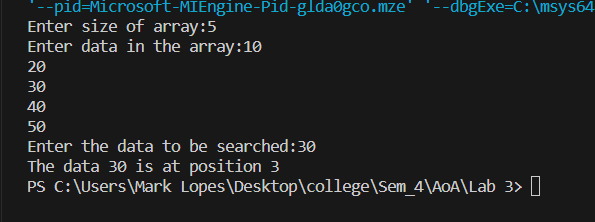 '--pid=Microsoft-MIEngine-Pid-glda0gco.mze' '--dbgExe=C:\msys64
Enter size of array:5
Enter data in the array:10
20
30
40
50
Enter the data to be searched:30
The data 30 is at position 3
PS C:\Users\Mark Lopes\Desktop\college\Sem_4\AoA\Lab 3>